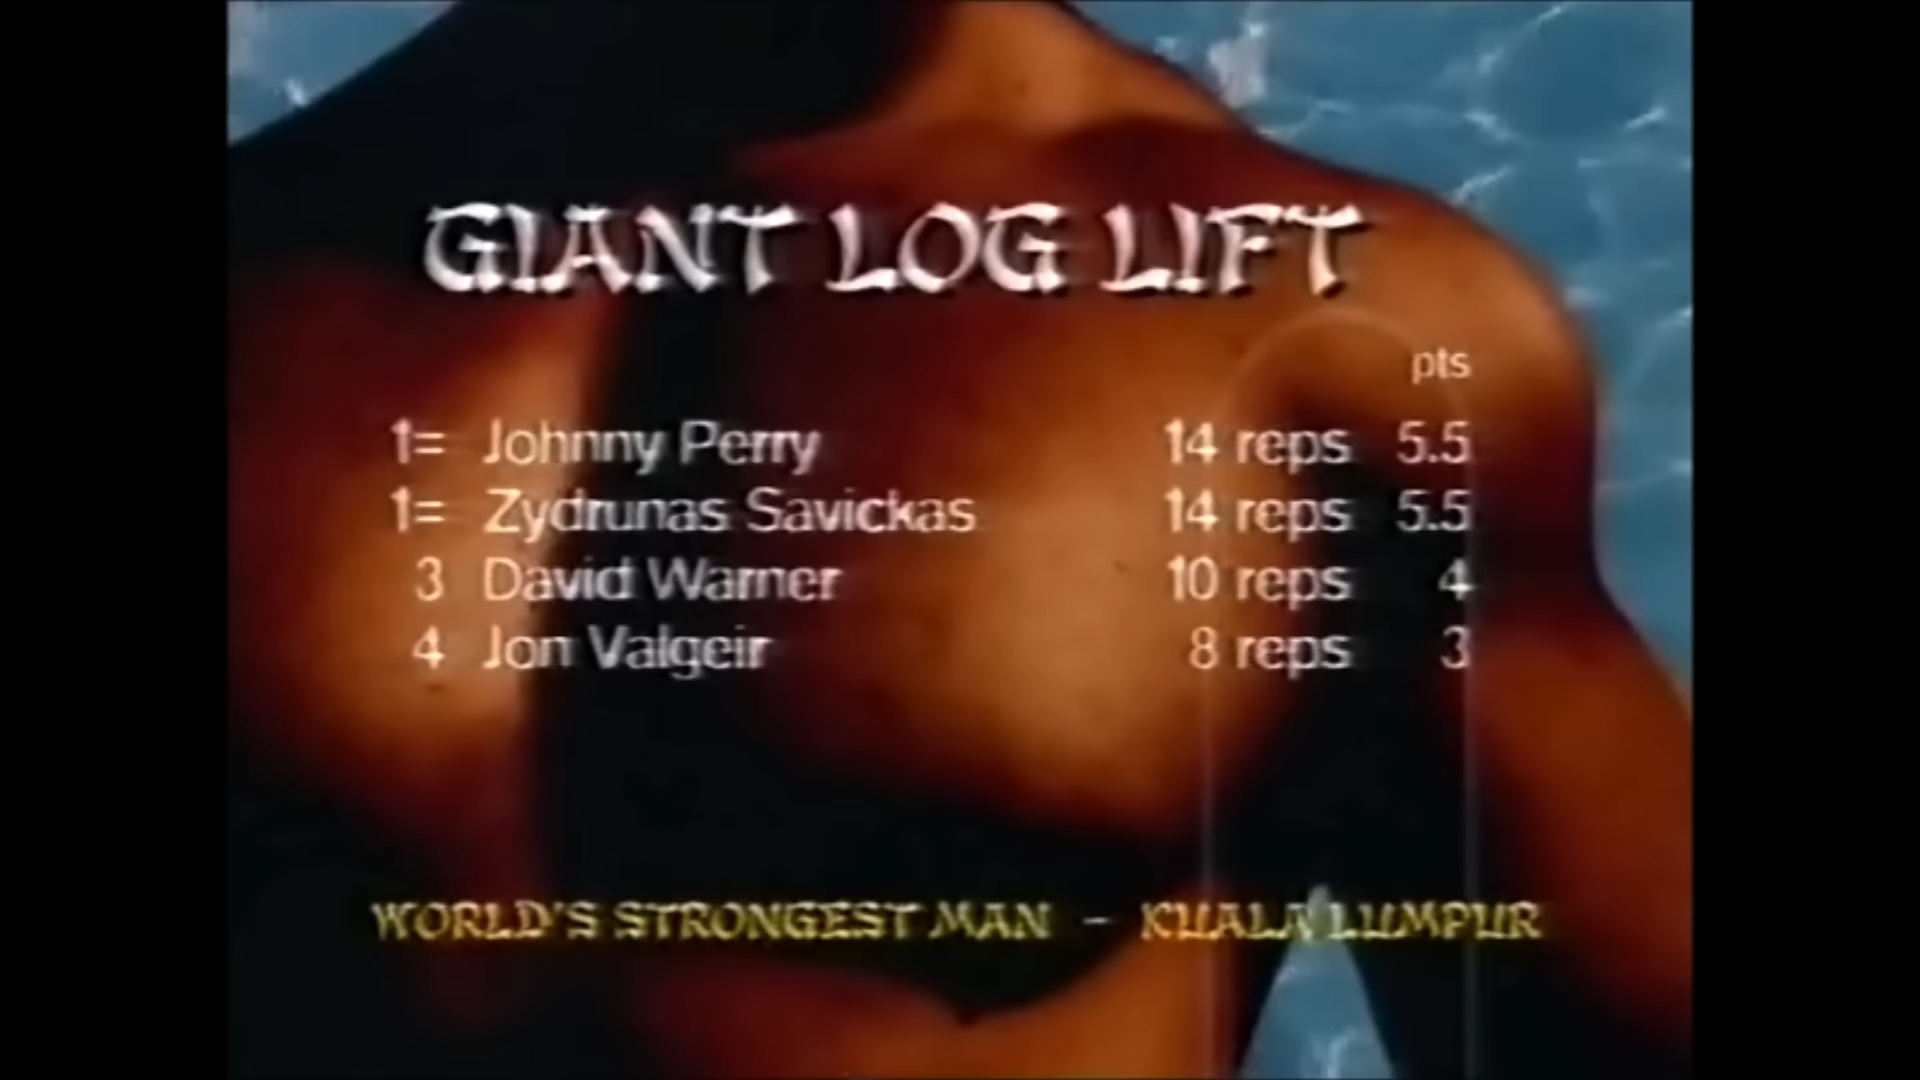 GIANT LOG LIFT
pts
1= Johnny Perry 14 reps 5.5
1= Zydrunas Savickas 14 reps 5.5
3 David Warner 10 reps 4
4 Jon Valgeir 8 reps 3
WORLD'S STRONGEST MAN - KUALA LUMPUR